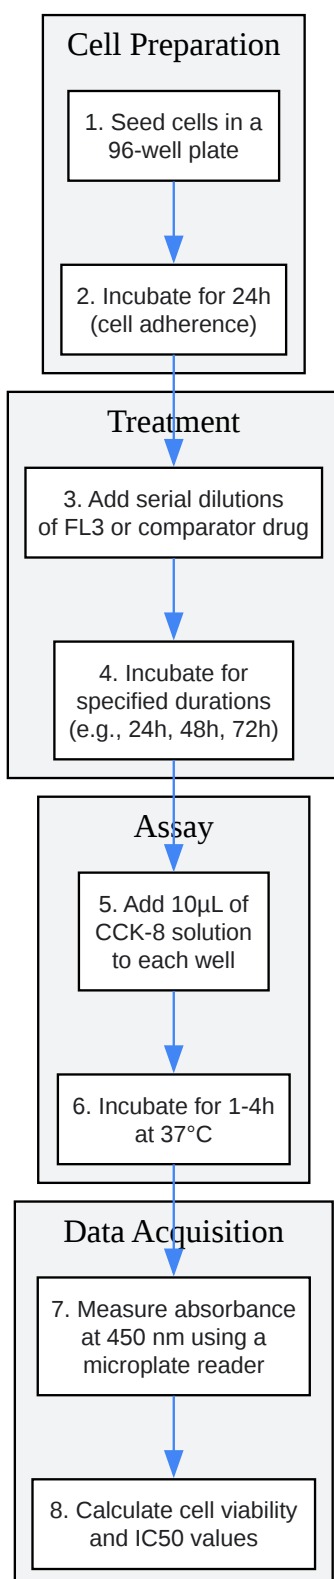 Cell Preparation
1. Seed cells in a
96-well plate
2. Incubate for 24h
(cell adherence)
Treatment
3. Add serial dilutions
of FL3 or comparator drug
4. Incubate for
specified durations
(e.g., 24h, 48h, 72h)
Assay
5. Add 10µL of
CCK-8 solution
to each well
6. Incubate for 1-4h
at 37°C
Data Acquisition
7. Measure absorbance
at 450 nm using a
microplate reader
8. Calculate cell viability
and IC50 values